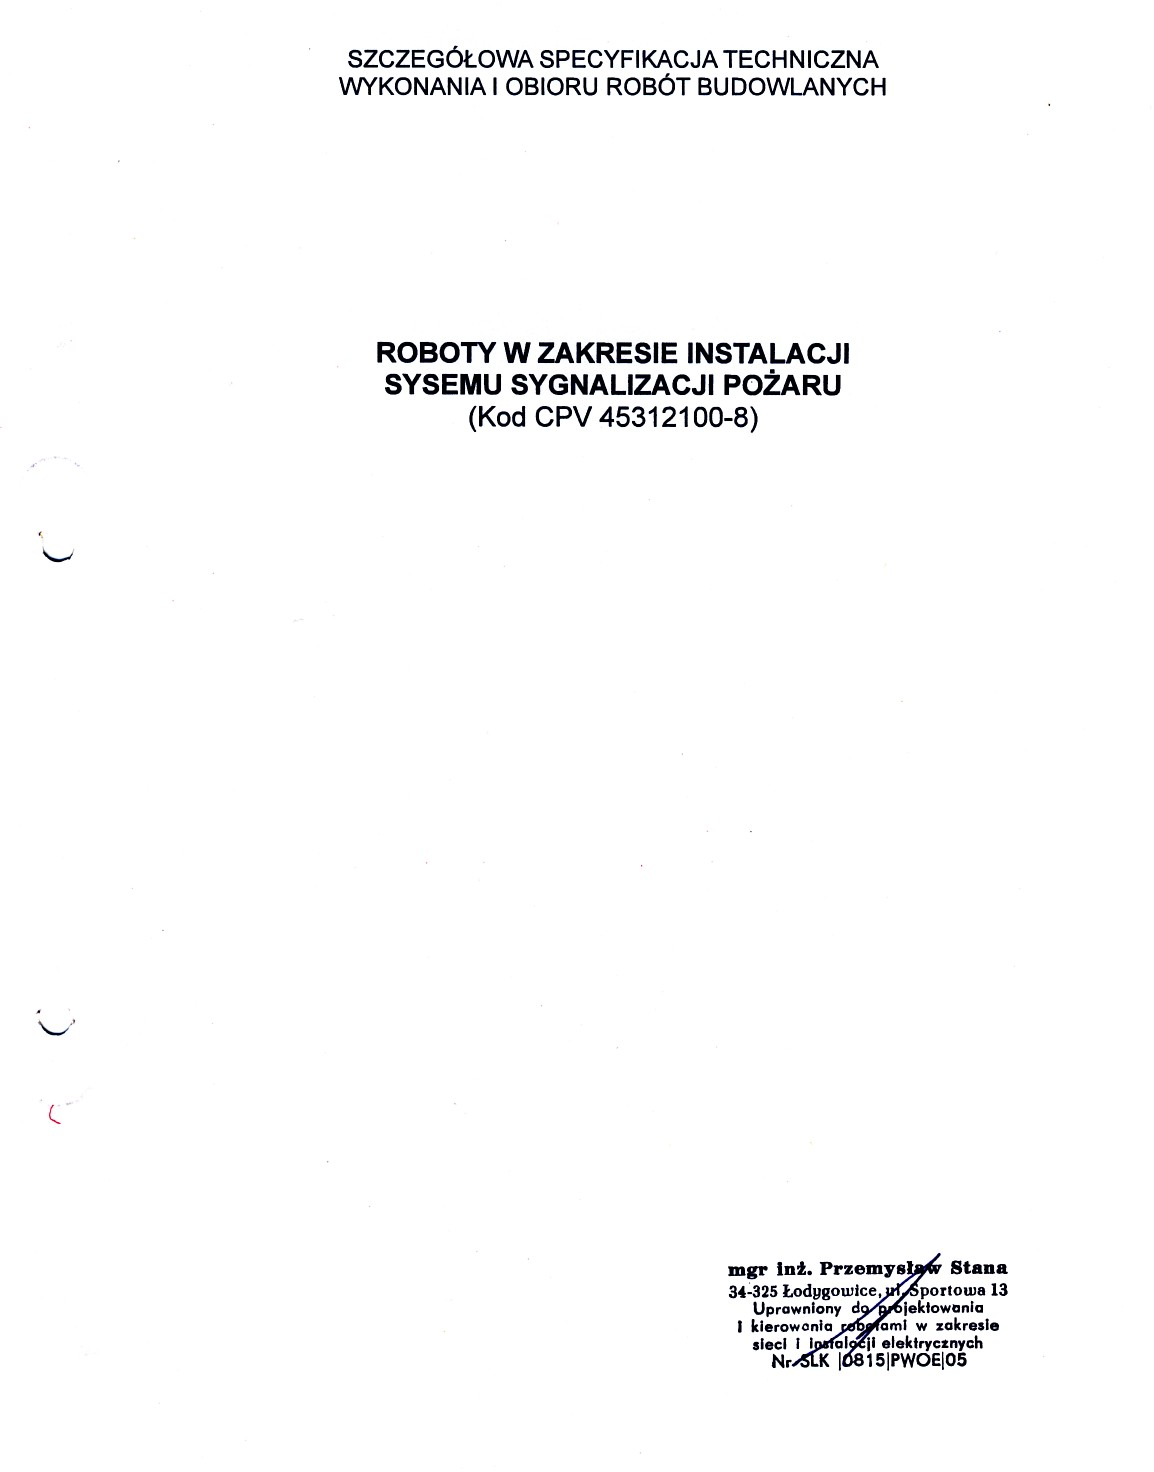 SZCZEGÓŁOWA SPECYFIKACJA TECHNICZNA
WYKONANIA I OBIORU ROBÓT BUDOWLANYCH
ROBOTY W ZAKRESIE INSTALACJI
SYSEMU SYGNALIZACJI POŻARU
(Kod CPV 45312100-8)
mgr inż. Przemysław Stana
34-325 Łodygowice, ul. Sportowa 13
Uprawniony do projektowania
i kierowania robotami w zakresie
sieci i instalacji elektrycznych
Nr SLK |0815|PWOE|05